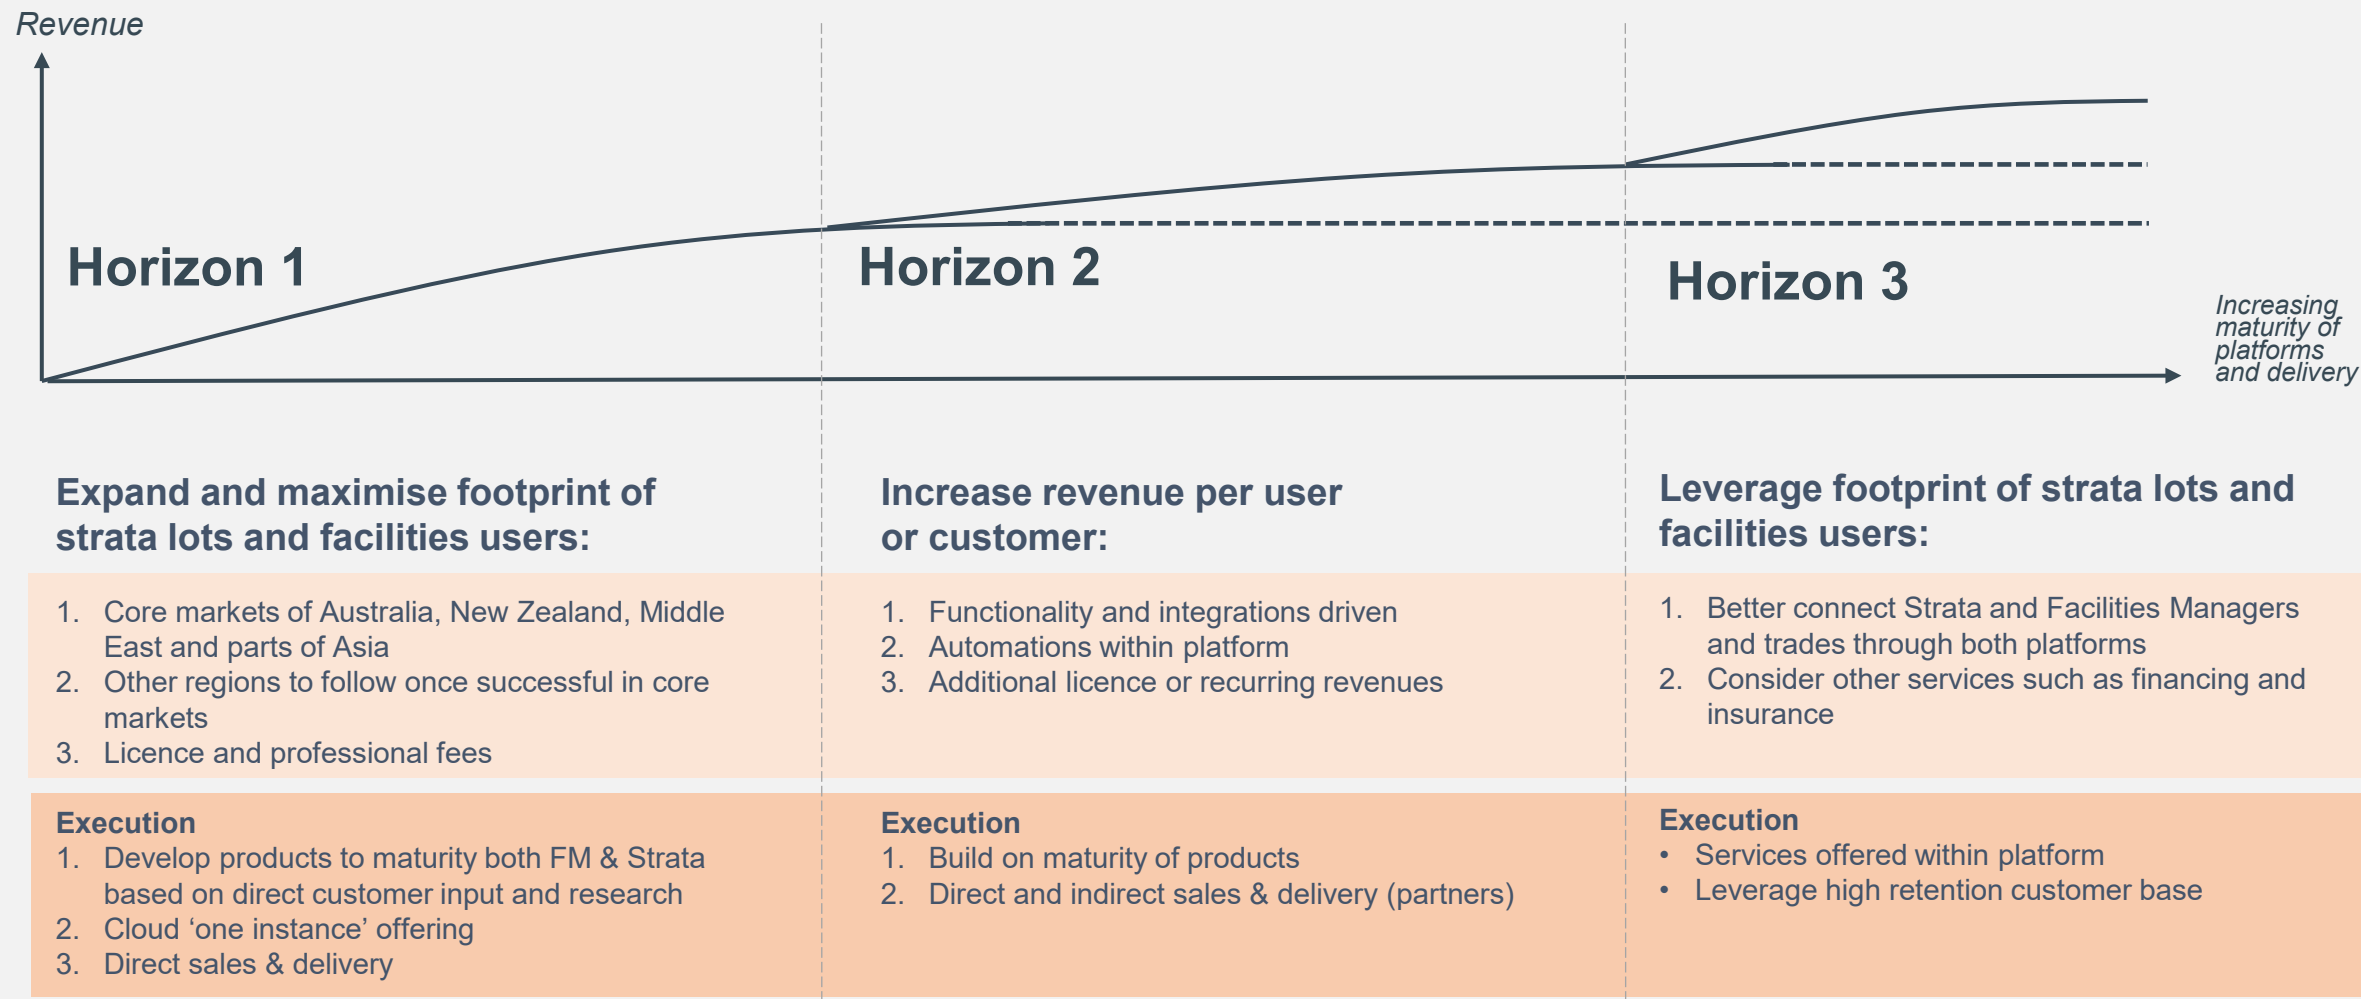 Revenue
Horizon 1
Horizon 2
Horizon 3
Increasing
maturity of
platforms
and delivery
Expand and maximise footprint of
strata lots and facilities users:
1. Core markets of Australia, New Zealand, Middle
East and parts of Asia
2. Other regions to follow once successful in core
markets
3. Licence and professional fees
Execution
1. Develop products to maturity both FM & Strata
based on direct customer input and research
2. Cloud ‘one instance’ offering
3. Direct sales & delivery
Increase revenue per user
or customer:
1. Functionality and integrations driven
2. Automations within platform
3. Additional licence or recurring revenues
Execution
1. Build on maturity of products
2. Direct and indirect sales & delivery (partners)
Leverage footprint of strata lots and
facilities users:
1. Better connect Strata and Facilities Managers
and trades through both platforms
2. Consider other services such as financing and
insurance
Execution
• Services offered within platform
• Leverage high retention customer base